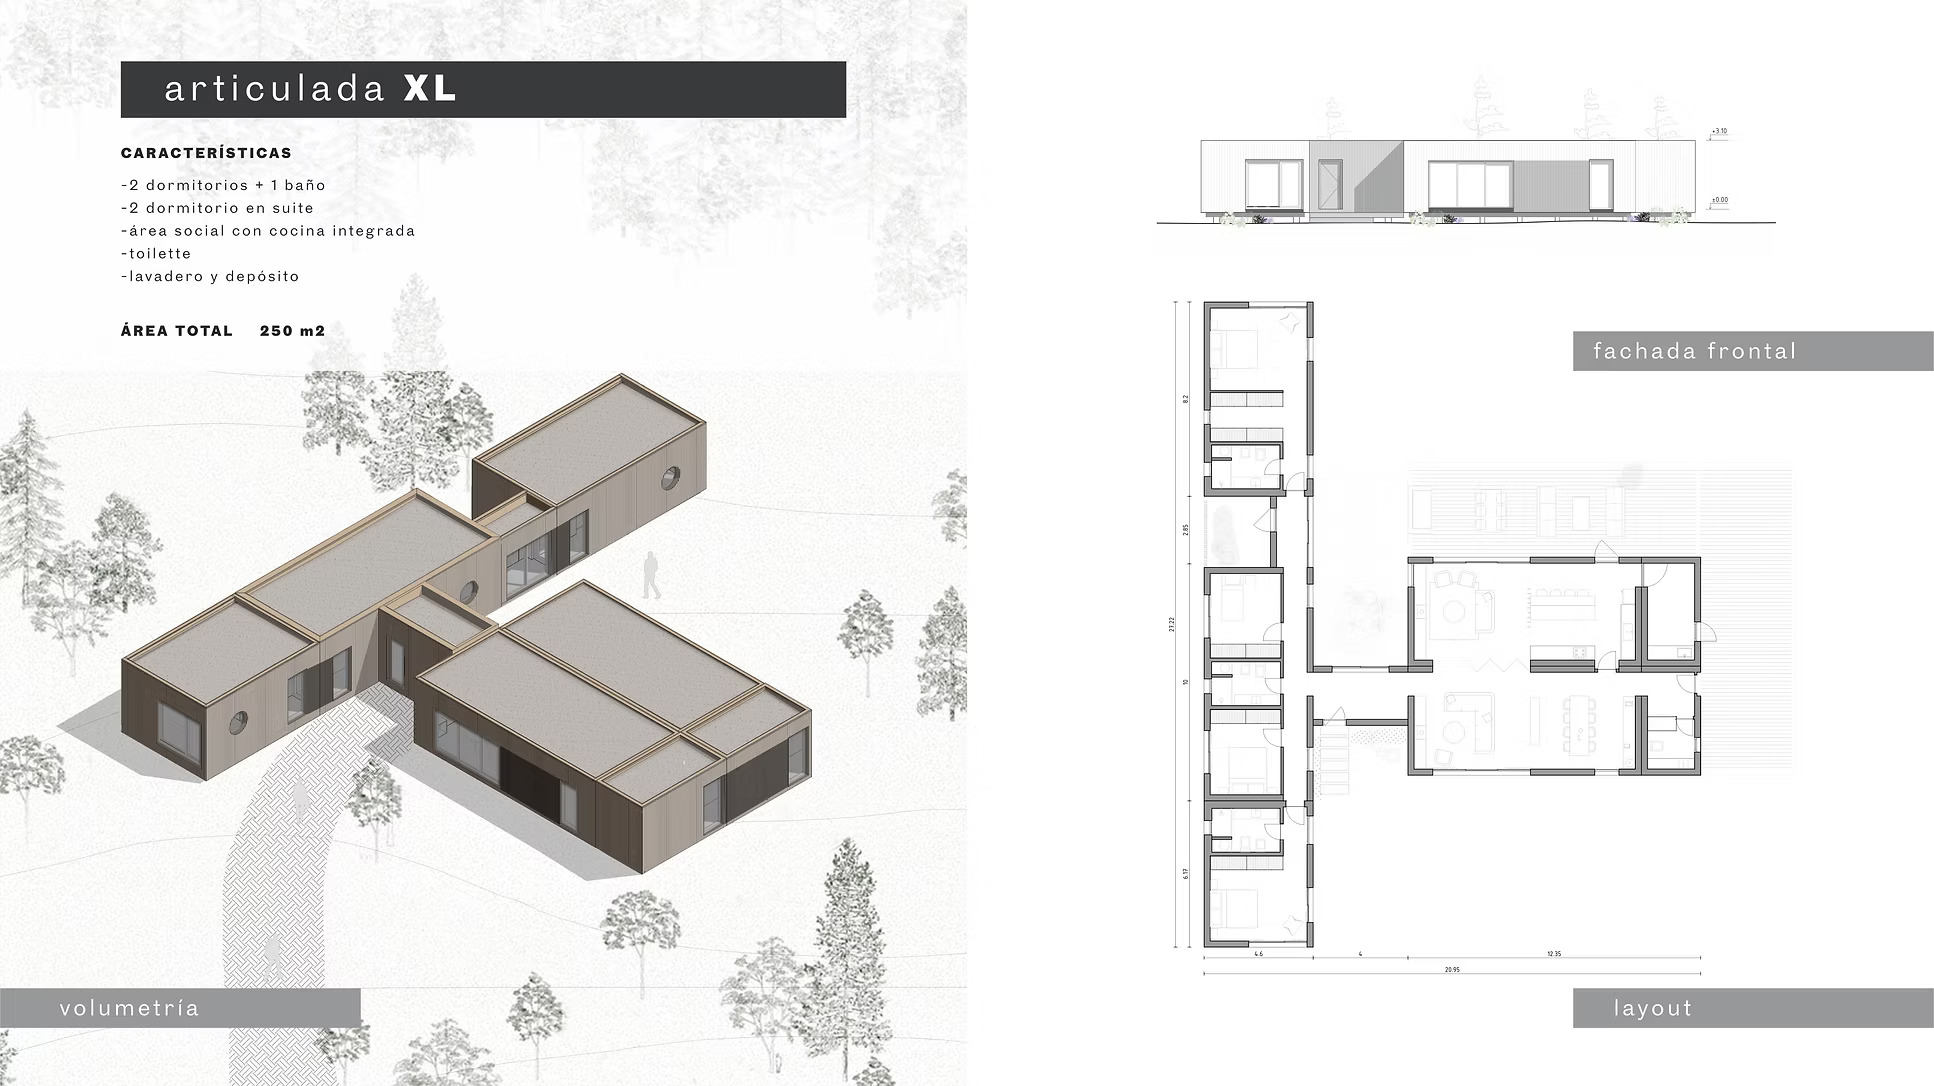 articulada XL
CARACTERÍSTICAS
-2 dormitorios + 1 baño
-2 dormitorio en suite
-área social con cocina integrada
-toilette
-lavadero y depósito
ÁREA TOTAL 250 m2
volumetría
+3.10
±0.00
fachada frontal
8.2
2.85
27.22
10
6.17
4.6
4
12.35
20.95
layout